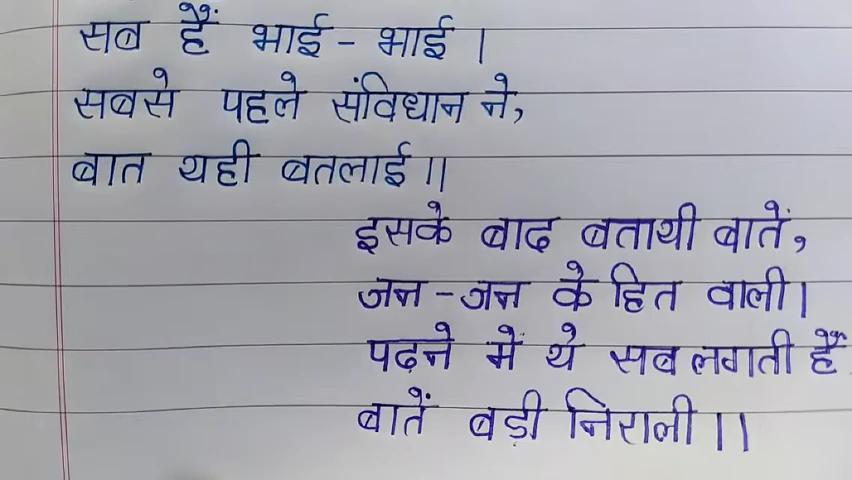 सब हैं भाई - भाई ।
सबसे पहले संविधान ने,
बात यही बतलाई ॥
इसके बाद बतायी बातें,
जन - जन के हित वाली ।
पढ़ने में ये सब लगती हैं
बातें बड़ी निराली ।।